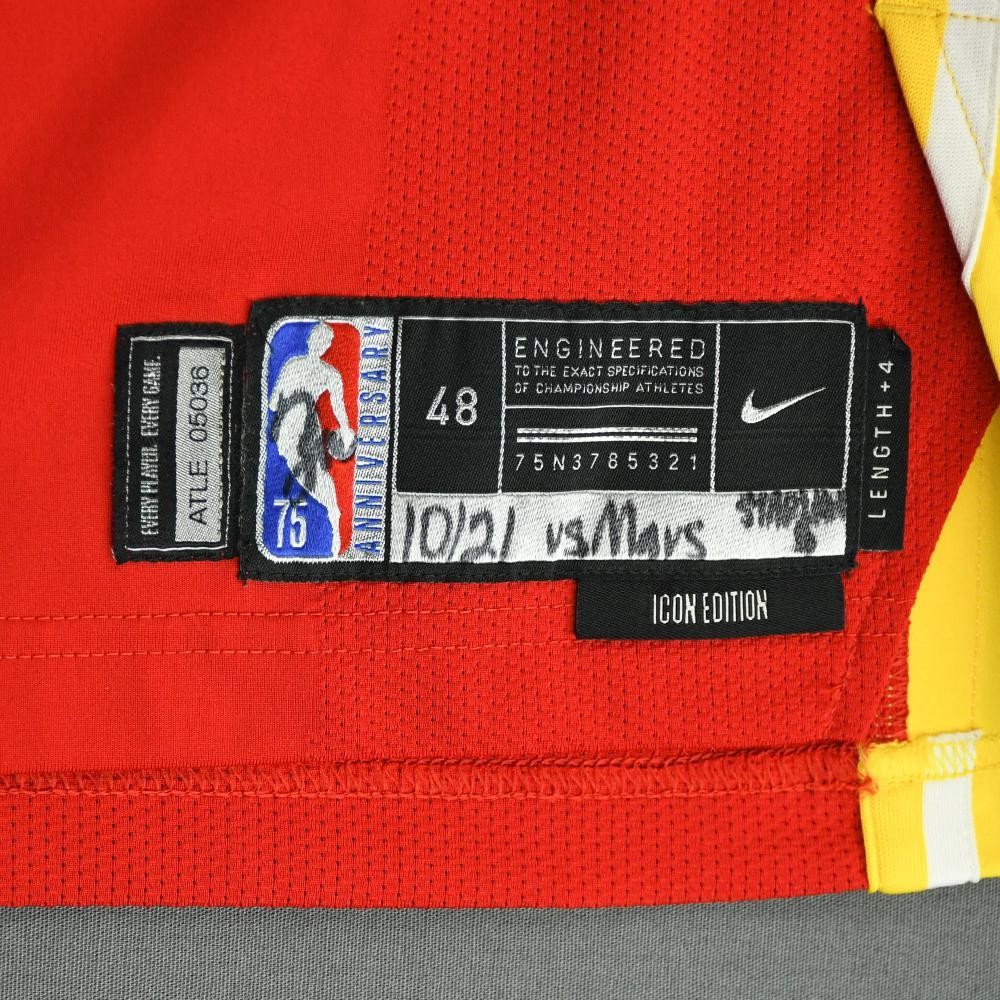 EVERY PLAYER. EVERY GAME.
ATLE 05036
75
ANNIVERSARY
48
ENGINEERED
TO THE EXACT SPECIFICATIONS
OF CHAMPIONSHIP ATHLETES
75N3785321
10/21 vs/Mavs
LENGTH +4
ICON EDITION